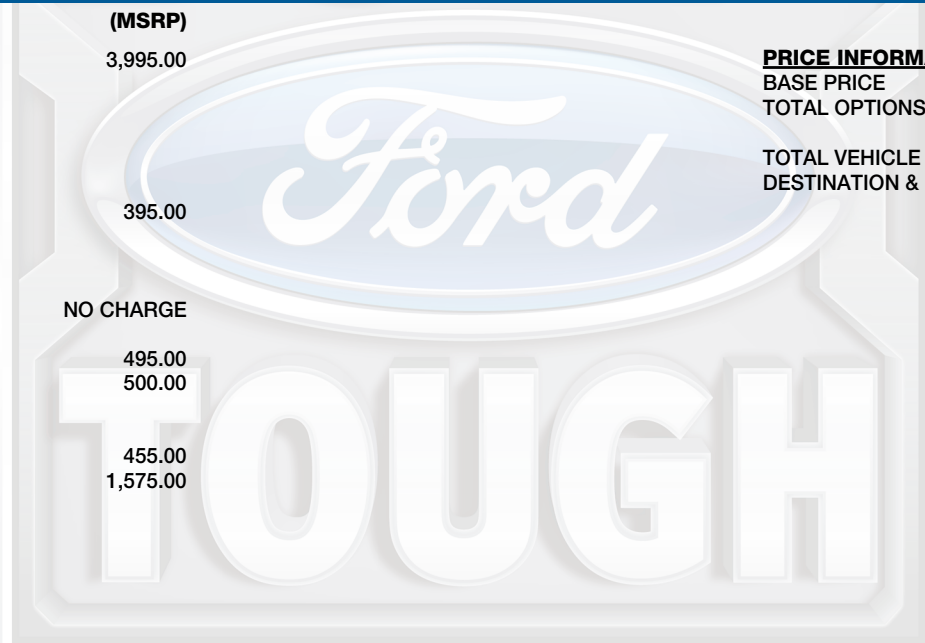 (MSRP)
3,995.00
395.00
NO CHARGE
495.00
500.00
455.00
1,575.00
PRICE INFORMA
BASE PRICE
TOTAL OPTIONS
TOTAL VEHICLE
DESTINATION &
Ford
TOUGH